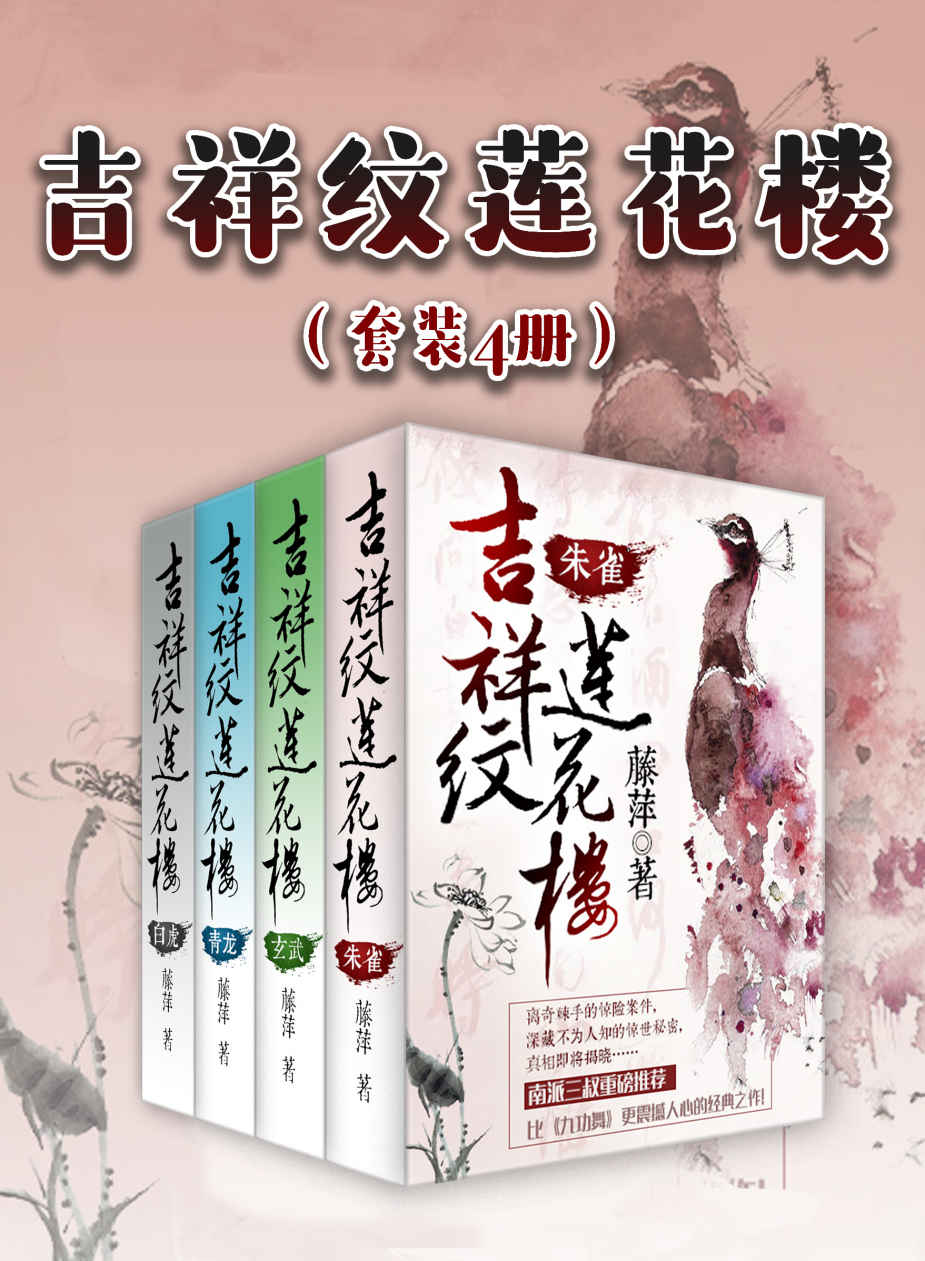 吉祥纹莲花楼
（套装4册）
吉祥纹莲花楼
白虎
藤萍 著
吉祥纹莲花楼
青龙
藤萍 著
吉祥纹莲花楼
玄武
藤萍 著
吉祥纹莲花楼
朱雀
藤萍 著
吉祥纹
朱雀
莲花楼
藤萍◎著
离奇棘手的惊险案件，
深藏不为人知的惊世秘密，
真相即将揭晓……
南派三叔重磅推荐
比《九功舞》更震撼人心的经典之作！